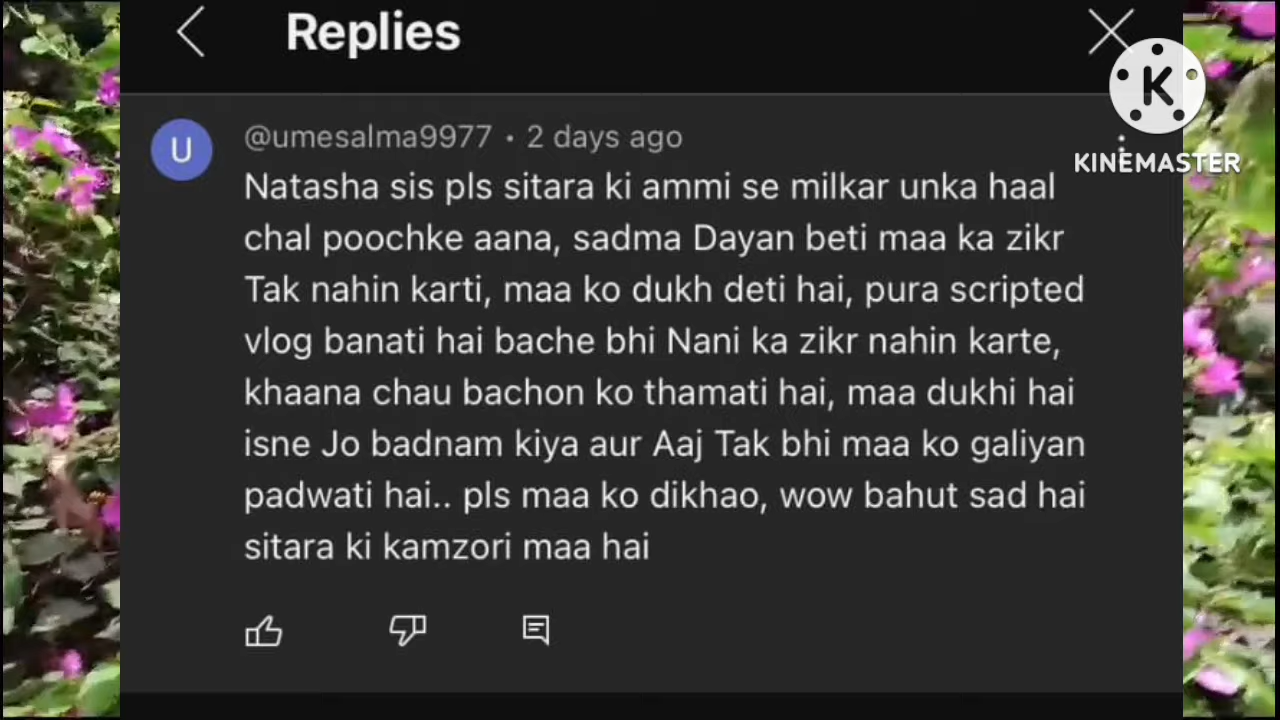 Replies
K
KINEMASTER
U
@umesalma9977 • 2 days ago
Natasha sis pls sitara ki ammi se milkar unka haal
chal poochke aana, sadma Dayan beti maa ka zikr
Tak nahin karti, maa ko dukh deti hai, pura scripted
vlog banati hai bache bhi Nani ka zikr nahin karte,
khaana chau bachon ko thamati hai, maa dukhi hai
isne Jo badnam kiya aur Aaj Tak bhi maa ko galiyan
padwati hai.. pls maa ko dikhao, wow bahut sad hai
sitara ki kamzori maa hai